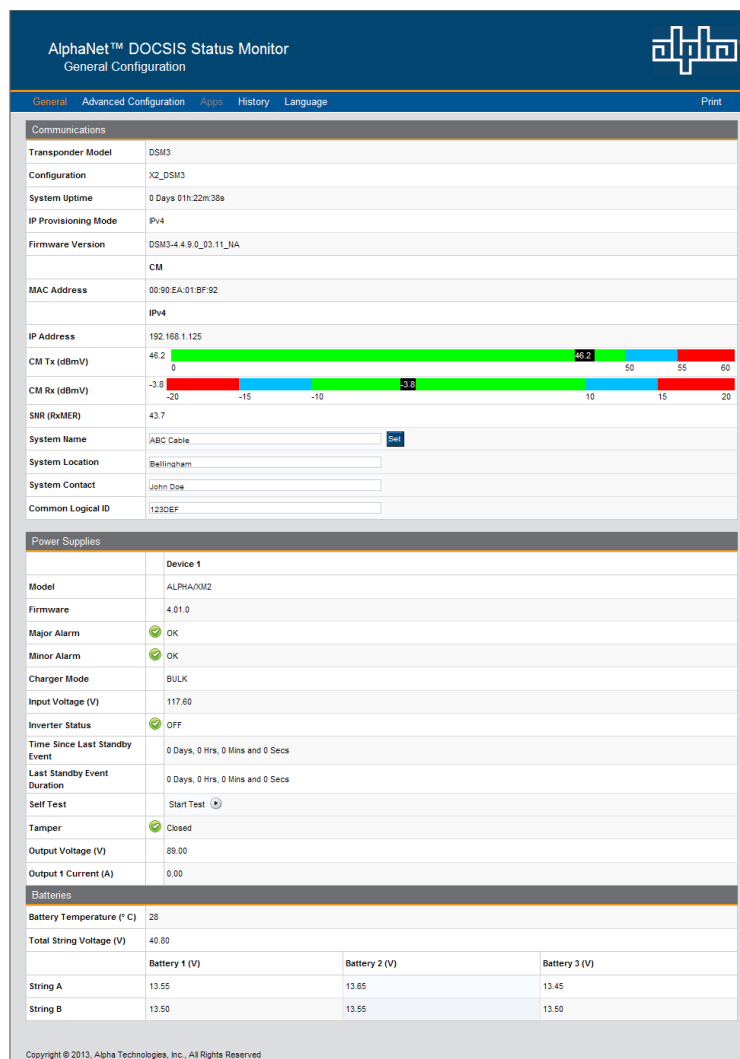 AlphaNet™ DOCSIS Status Monitor
General Configuration
alpha
General Advanced Configuration Apps History Language Print
Communications
Transponder Model DSM3
Configuration X2_DSM3
System Uptime 0 Days 01h:22m:38s
IP Provisioning Mode IPv4
Firmware Version DSM3-4.4.9.0_03.11_NA
CM
MAC Address 00:90:EA:01:BF:92
IPv4
IP Address 192.168.1.125
CM Tx (dBmV) 46.2 46.2
0 50 55 60
CM Rx (dBmV) -3.8 -3.8
-20 -15 -10 10 15 20
SNR (RxMER) 43.7
System Name ABC Cable Set
System Location Bellingham
System Contact John Doe
Common Logical ID 123DEF
Power Supplies
Device 1
Model ALPHA/XM2
Firmware 4.01.0
Major Alarm OK
Minor Alarm OK
Charger Mode BULK
Input Voltage (V) 117.60
Inverter Status OFF
Time Since Last Standby Event 0 Days, 0 Hrs, 0 Mins and 0 Secs
Last Standby Event Duration 0 Days, 0 Hrs, 0 Mins and 0 Secs
Self Test Start Test
Tamper Closed
Output Voltage (V) 89.00
Output 1 Current (A) 0.00
Batteries
Battery Temperature (° C) 28
Total String Voltage (V) 40.80
Battery 1 (V) Battery 2 (V) Battery 3 (V)
String A 13.55 13.65 13.45
String B 13.50 13.55 13.50
Copyright © 2013, Alpha Technologies, Inc., All Rights Reserved